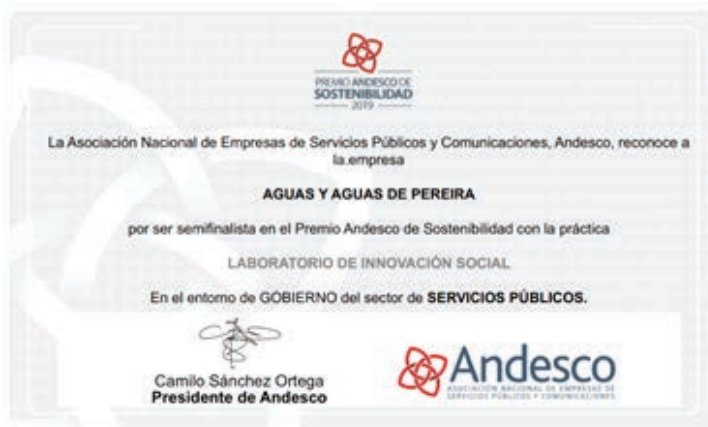 PREMIO ANDESCO DE
SOSTENIBILIDAD
2019
La Asociación Nacional de Empresas de Servicios Públicos y Comunicaciones, Andesco, reconoce a
la empresa
AGUAS Y AGUAS DE PEREIRA
por ser semifinalista en el Premio Andesco de Sostenibilidad con la práctica
LABORATORIO DE INNOVACIÓN SOCIAL
En el entorno de GOBIERNO del sector de SERVICIOS PÚBLICOS.
Camilo Sánchez Ortega
Presidente de Andesco
Andesco
ASOCIACIÓN NACIONAL DE EMPRESAS DE
SERVICIOS PÚBLICOS Y COMUNICACIONES